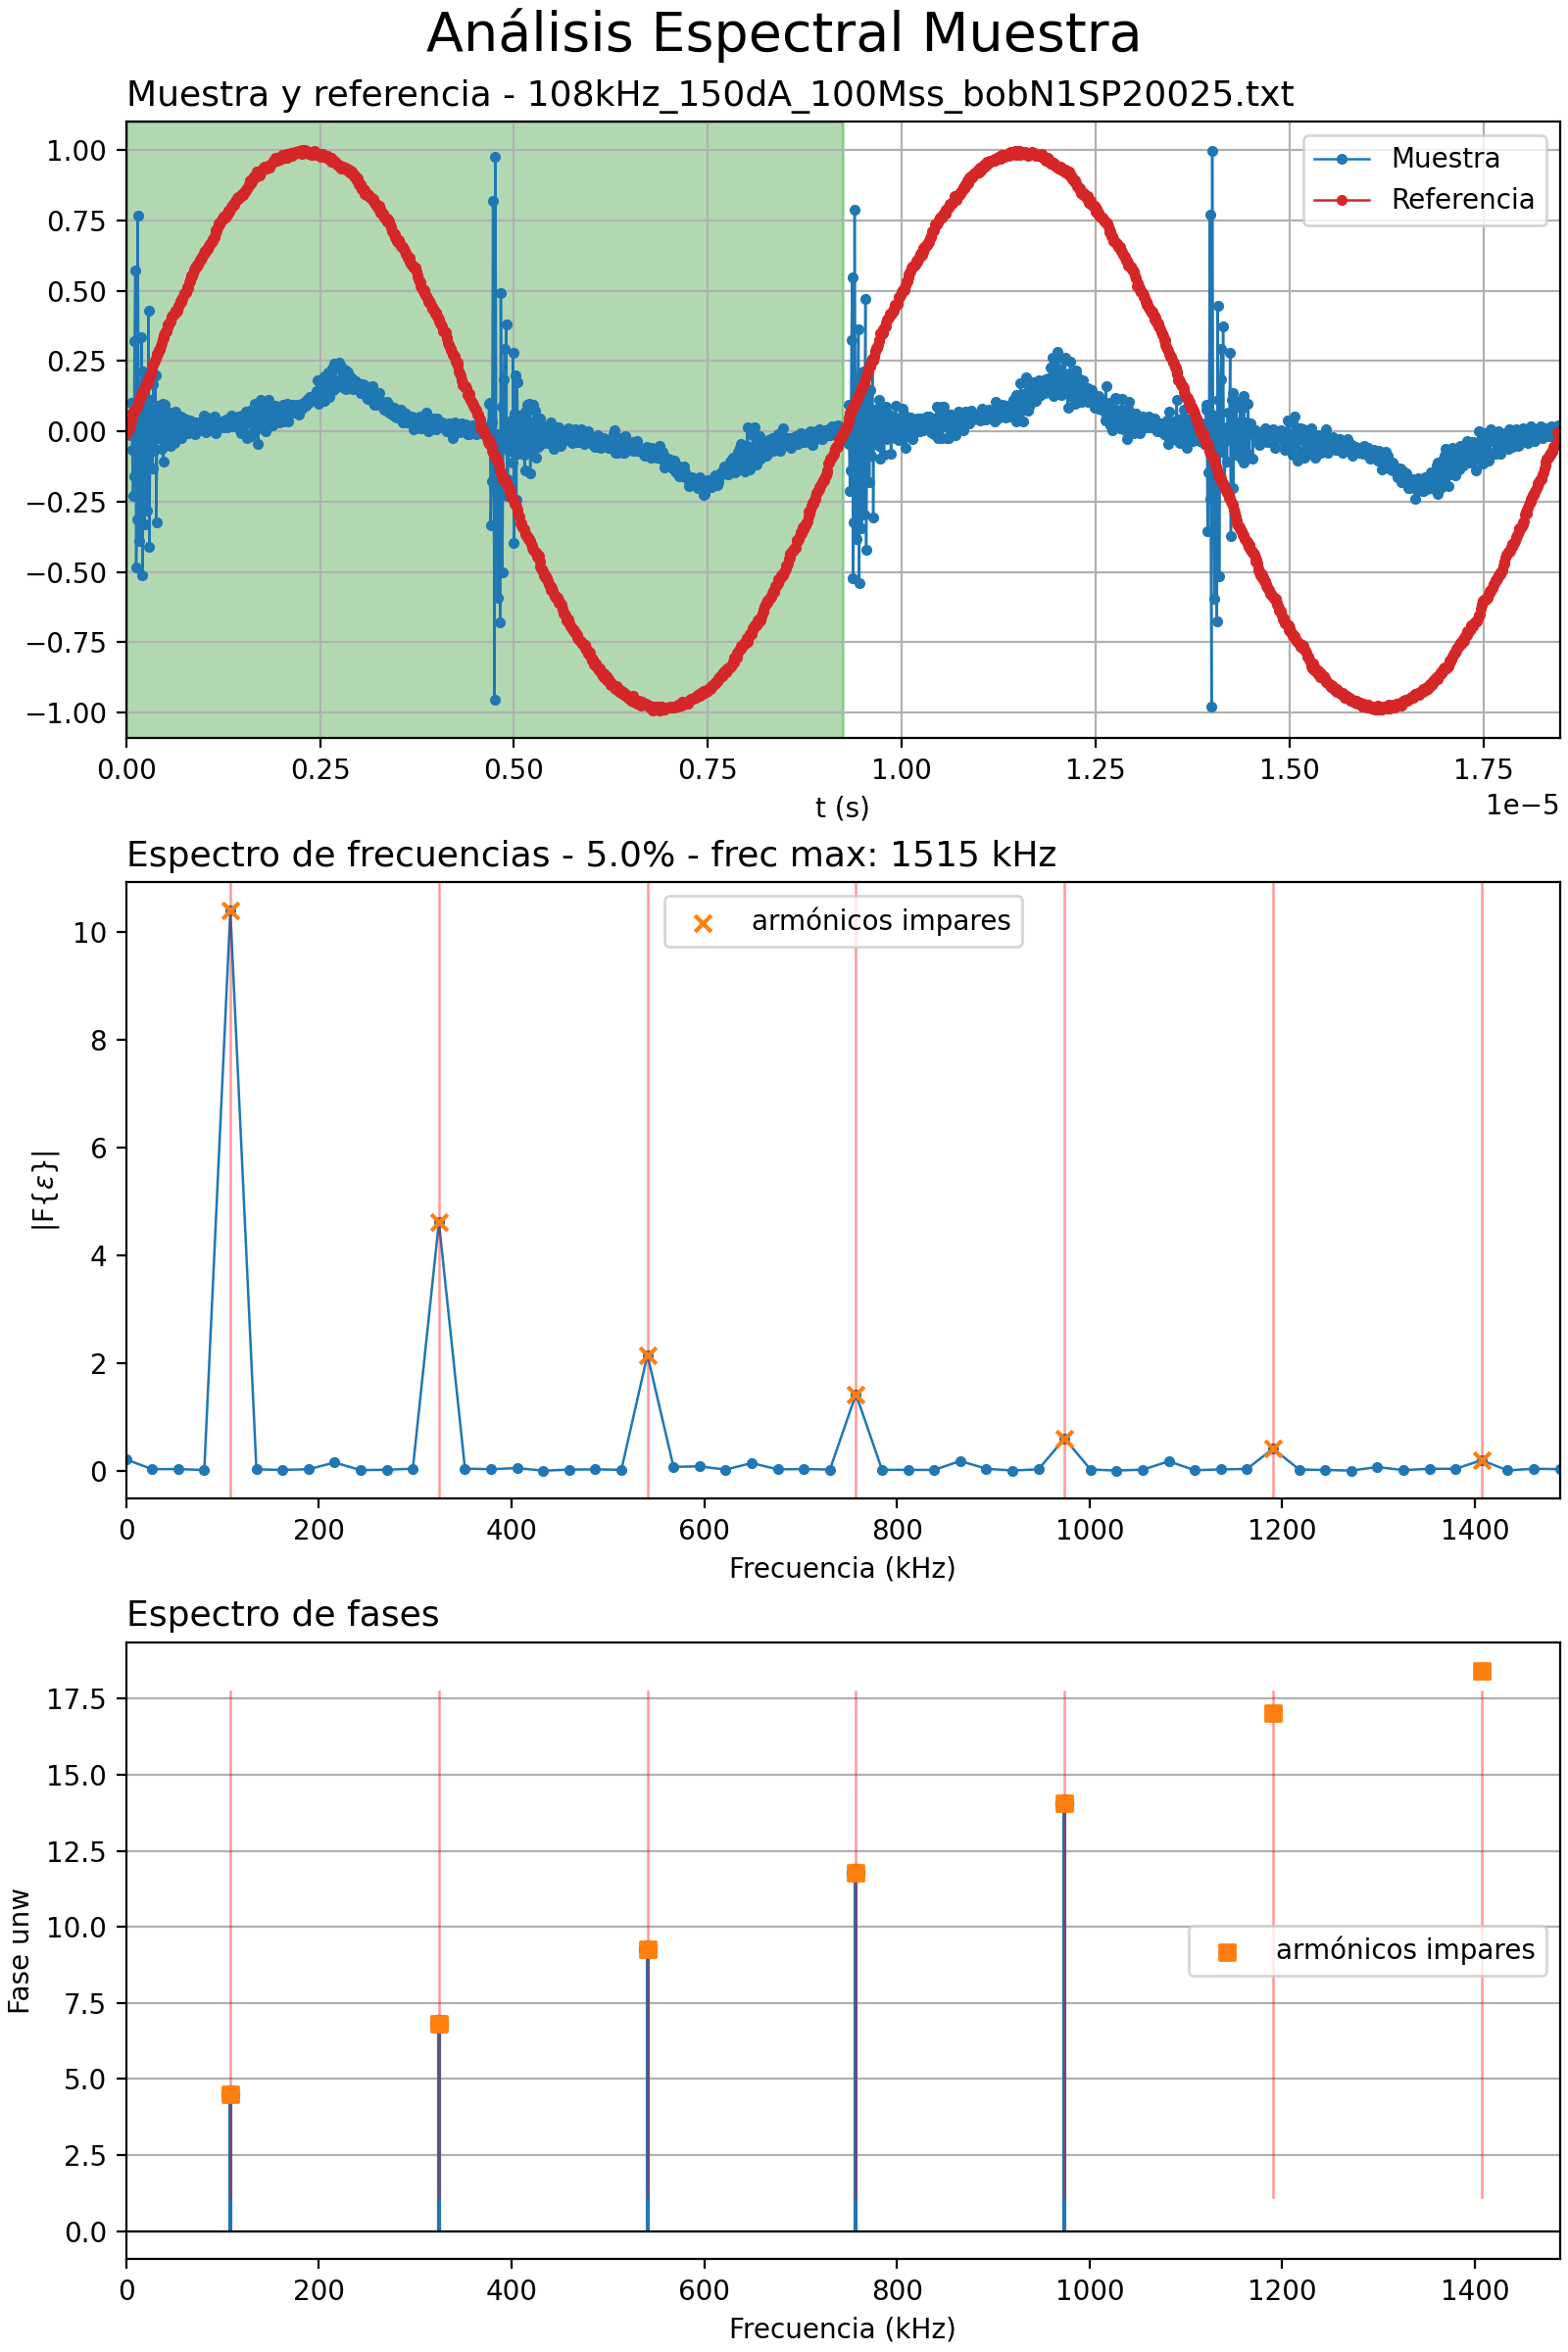 Análisis Espectral Muestra
Muestra y referencia - 108kHz_150dA_100Mss_bobN1SP20025.txt
1.00
0.75
0.50
0.25
0.00
−0.25
−0.50
−0.75
−1.00
Muestra
Referencia
0.00 0.25 0.50 0.75 1.00 1.25 1.50 1.75
1e−5
t (s)
Espectro de frecuencias - 5.0% - frec max: 1515 kHz
armónicos impares
10
8
6
4
2
0
|F{ε}|
0 200 400 600 800 1000 1200 1400
Frecuencia (kHz)
Espectro de fases
17.5
15.0
12.5
10.0
7.5
5.0
2.5
0.0
Fase unw
armónicos impares
0 200 400 600 800 1000 1200 1400
Frecuencia (kHz)